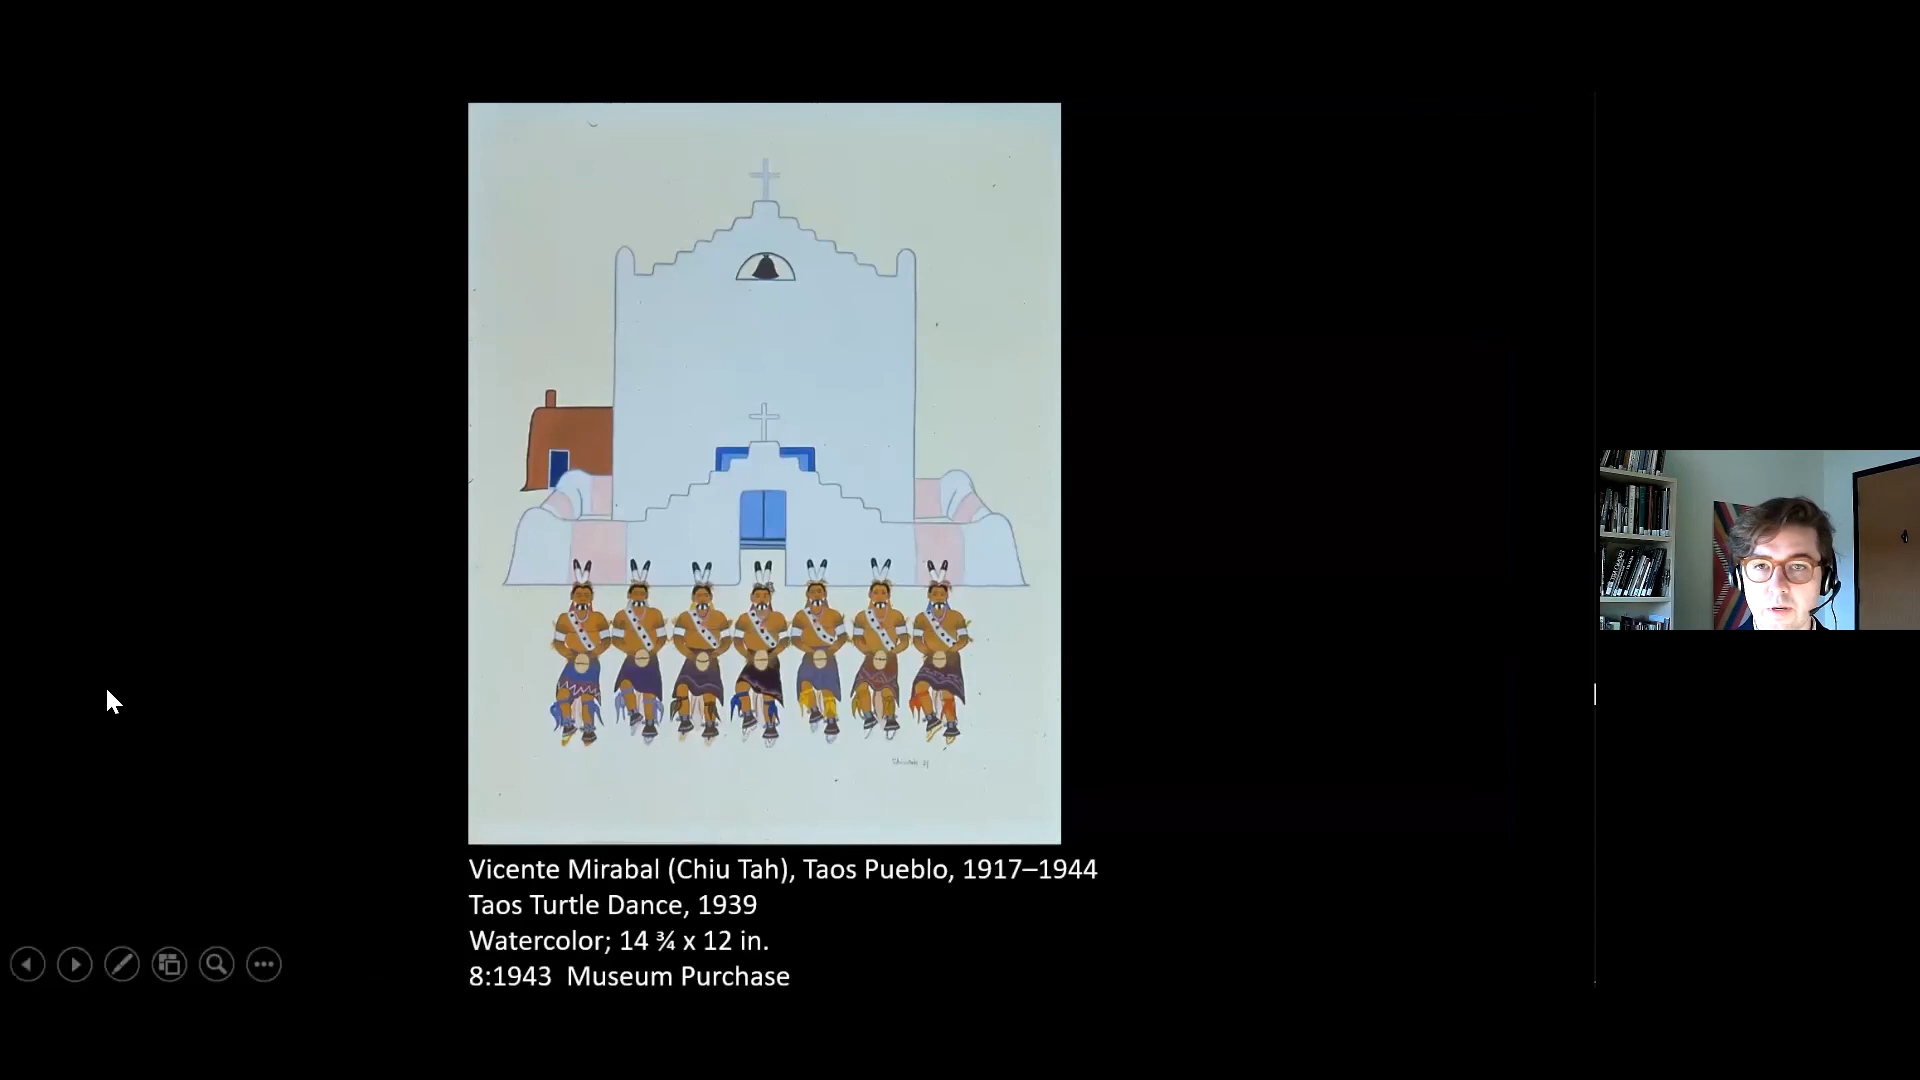 Vicente Mirabal (Chiu Tah), Taos Pueblo, 1917–1944
Taos Turtle Dance, 1939
Watercolor; 14 ¾ x 12 in.
8:1943  Museum Purchase